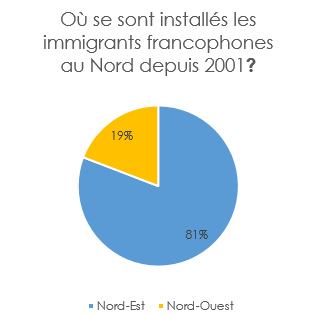 Où se sont installés les
immigrants francophones
au Nord depuis 2001?
19%
81%
Nord-Est Nord-Ouest